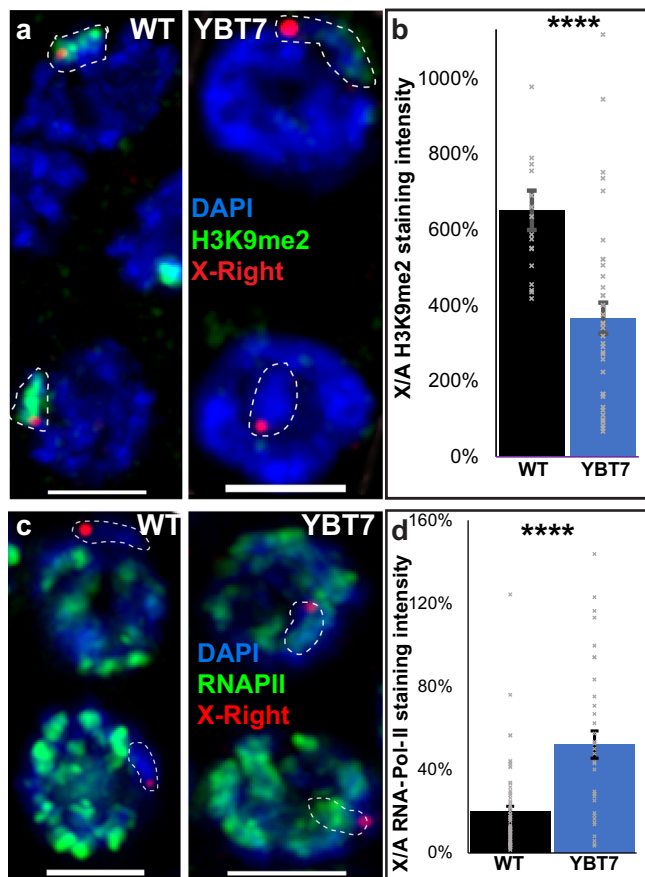 a
WT
YBT7
DAPI
H3K9me2
X-Right
b
****
X/A H3K9me2 staining intensity
1000%
800%
600%
400%
200%
0%
WT
YBT7
c
WT
YBT7
DAPI
RNAPII
X-Right
d
****
X/A RNA-Pol-II staining intensity
160%
120%
80%
40%
0%
WT
YBT7